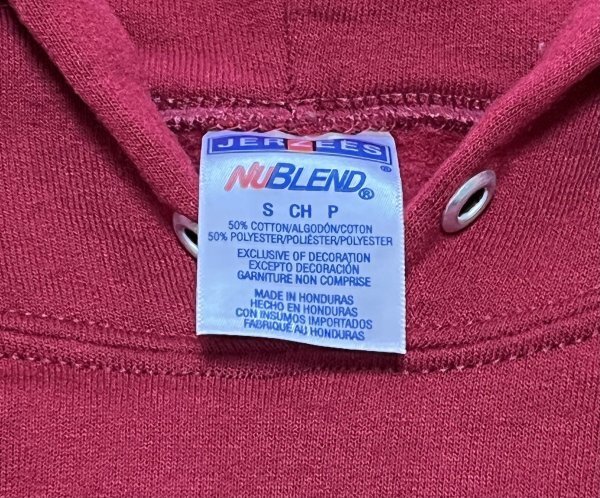 JERZEES
®
NUBLEND®
S CH P
50% COTTON/ALGODÓN/COTON
50% POLYESTER/POLIÉSTER/POLYESTER
EXCLUSIVE OF DECORATION
EXCEPTO DECORACIÓN
GARNITURE NON COMPRISE
MADE IN HONDURAS
HECHO EN HONDURAS
CON INSUMOS IMPORTADOS
FABRIQUÉ AU HONDURAS